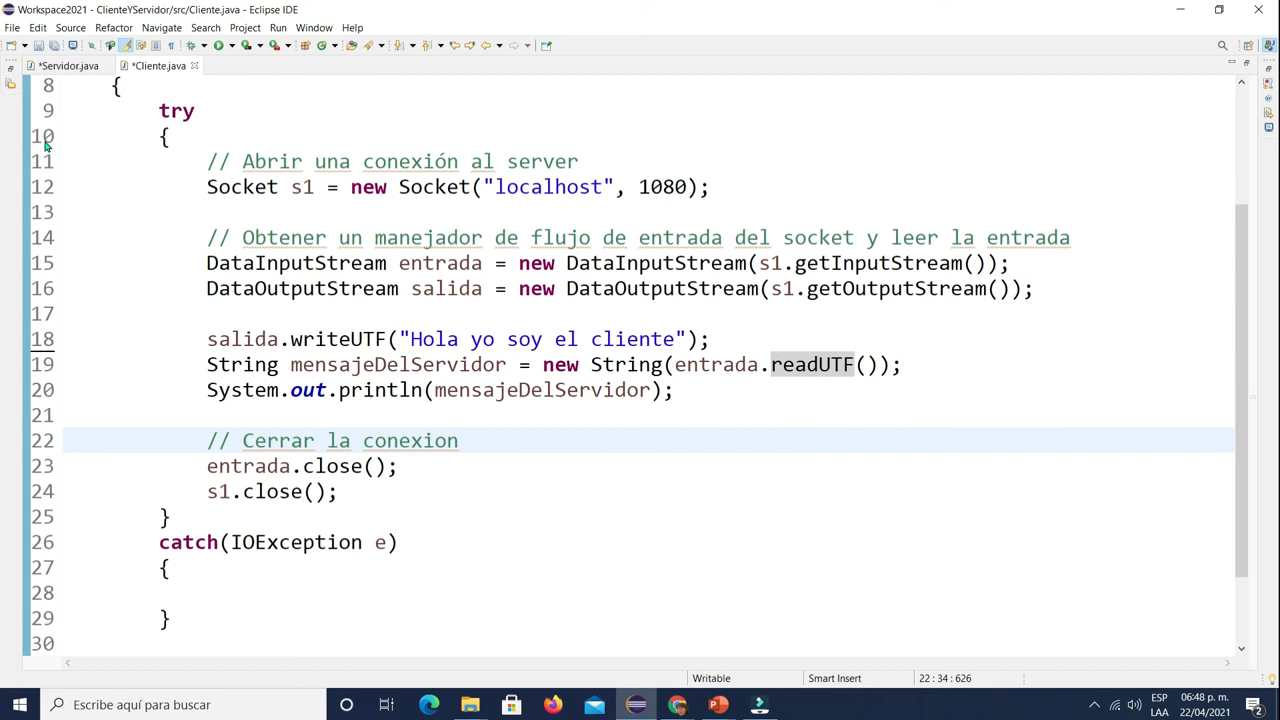 Workspace2021 - ClienteYServidor/src/Cliente.java - Eclipse IDE
File Edit Source Refactor Navigate Search Project Run Window Help
*Servidor.java *Cliente.java
8 {
9 try
10 {
11 // Abrir una conexión al server
12 Socket s1 = new Socket("localhost", 1080);
13
14 // Obtener un manejador de flujo de entrada del socket y leer la entrada
15 DataInputStream entrada = new DataInputStream(s1.getInputStream());
16 DataOutputStream salida = new DataOutputStream(s1.getOutputStream());
17
18 salida.writeUTF("Hola yo soy el cliente");
19 String mensajeDelServidor = new String(entrada.readUTF());
20 System.out.println(mensajeDelServidor);
21
22 // Cerrar la conexion
23 entrada.close();
24 s1.close();
25 }
26 catch(IOException e)
27 {
28
29 }
30
Writable Smart Insert 22 : 34 : 626
Escribe aquí para buscar
ESP 06:48 p. m.
LAA 22/04/2021 2